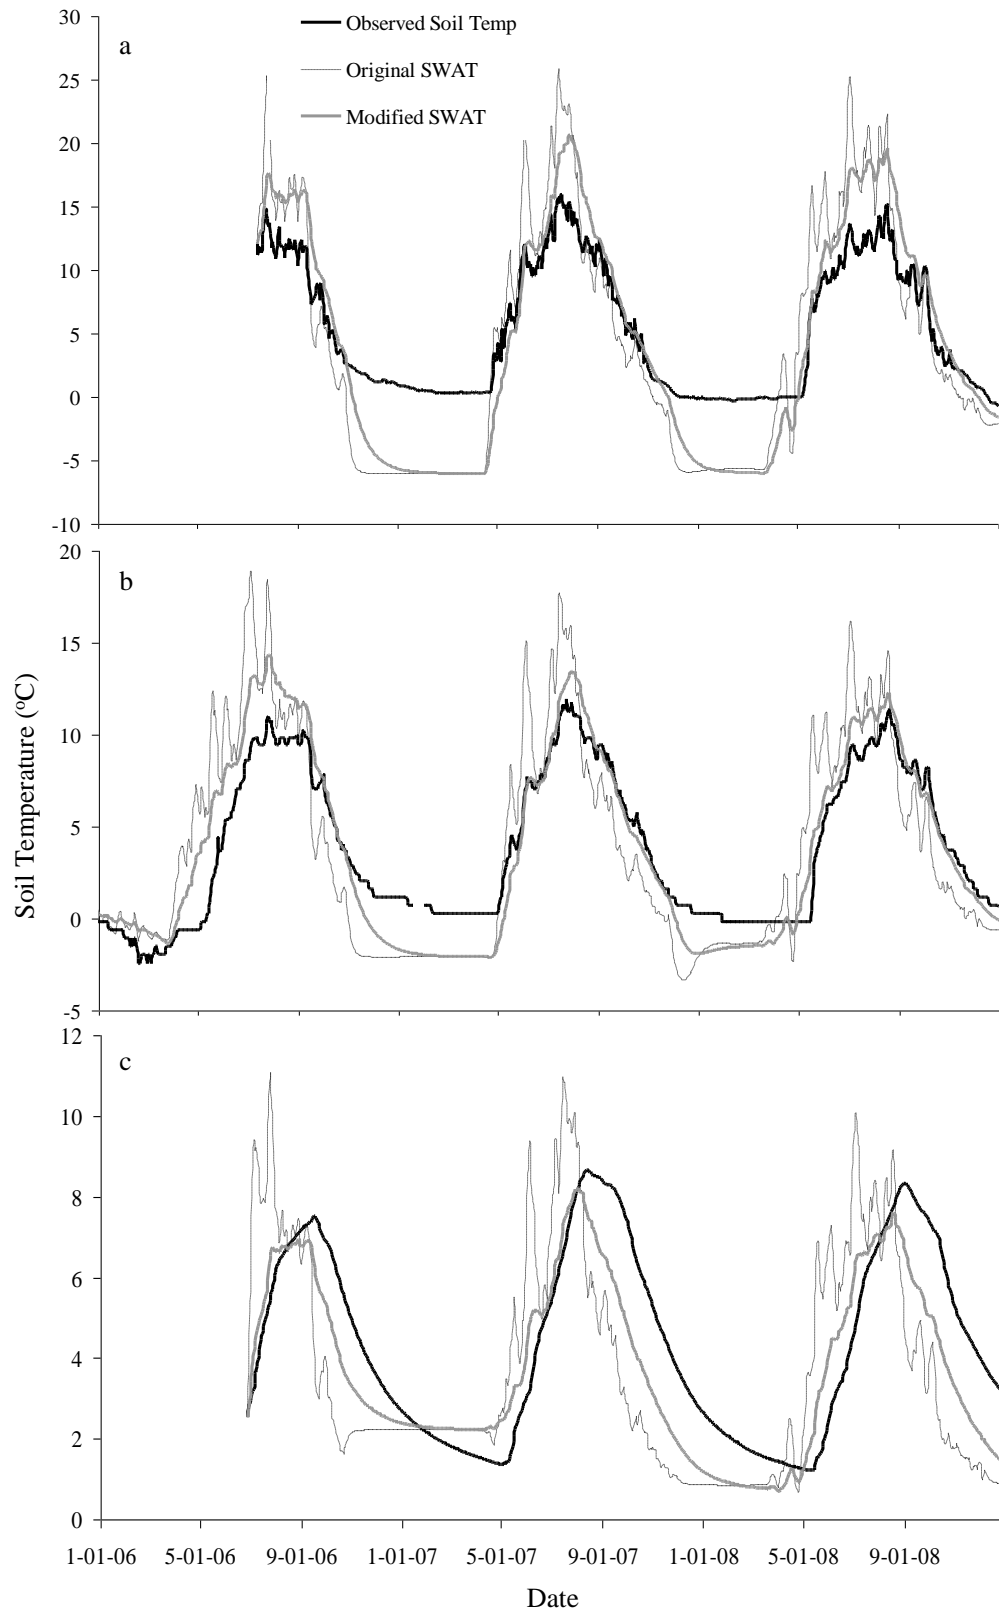 30
a
Observed Soil Temp
25
Original SWAT
20
Modified SWAT
15
10
5
0
-5
-10
20
b
15
10
5
0
-5
Soil Temperature (ºC)
12
c
10
8
6
4
2
0
1-01-06 5-01-06 9-01-06 1-01-07 5-01-07 9-01-07 1-01-08 5-01-08 9-01-08
Date